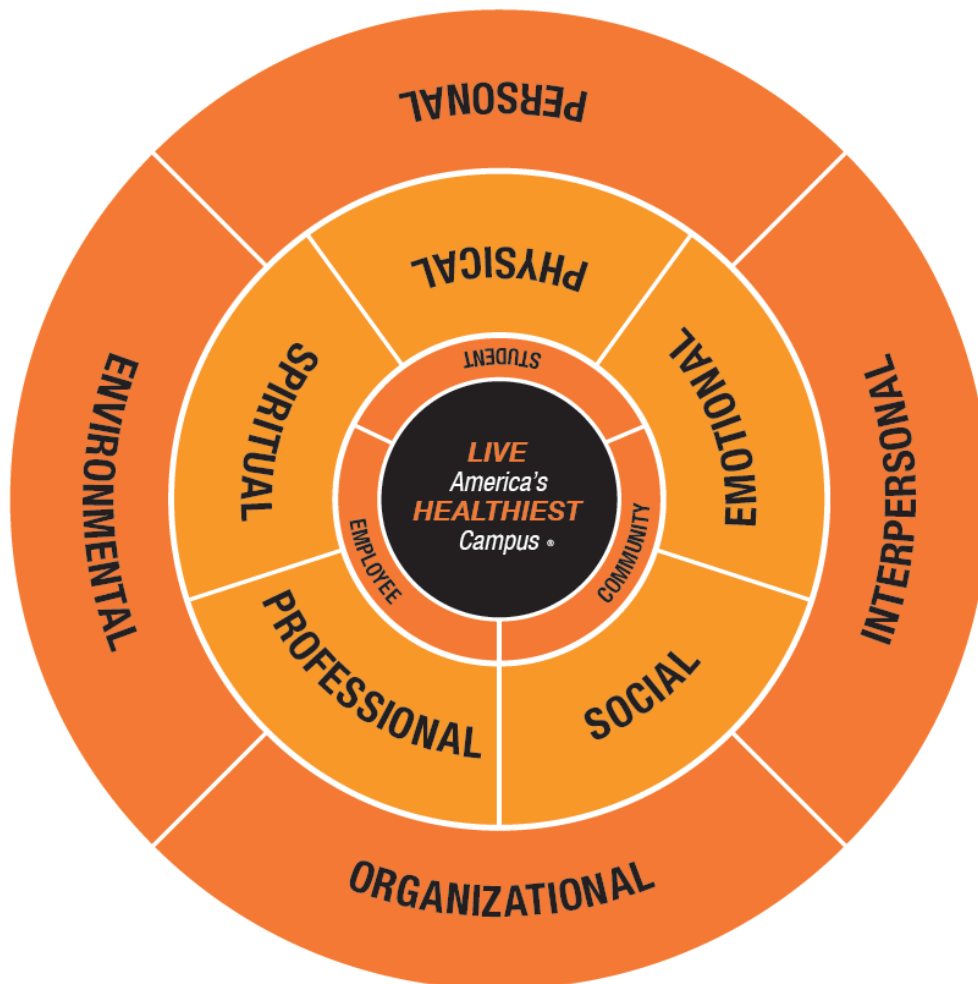 PERSONAL
PHYSICAL
STUDENT
ENVIRONMENTAL
SPIRITUAL
EMOTIONAL
INTERPERSONAL
LIVE
America's
HEALTHIEST
Campus ®
EMPLOYEE
COMMUNITY
PROFESSIONAL
SOCIAL
ORGANIZATIONAL